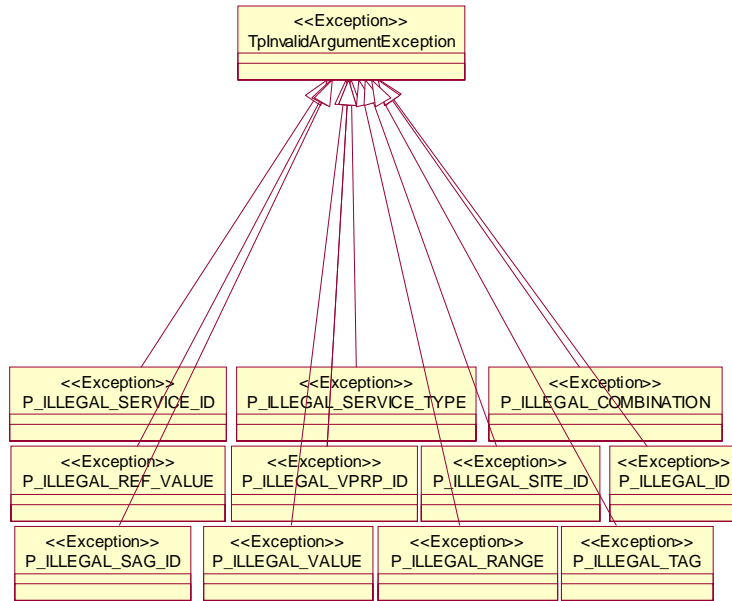 <<Exception>>
TpInvalidArgumentException
<<Exception>>
P_ILLEGAL_SERVICE_ID
<<Exception>>
P_ILLEGAL_SERVICE_TYPE
<<Exception>>
P_ILLEGAL_COMBINATION
<<Exception>>
P_ILLEGAL_REF_VALUE
<<Exception>>
P_ILLEGAL_VPRP_ID
<<Exception>>
P_ILLEGAL_SITE_ID
<<Exception>>
P_ILLEGAL_ID
<<Exception>>
P_ILLEGAL_SAG_ID
<<Exception>>
P_ILLEGAL_VALUE
<<Exception>>
P_ILLEGAL_RANGE
<<Exception>>
P_ILLEGAL_TAG